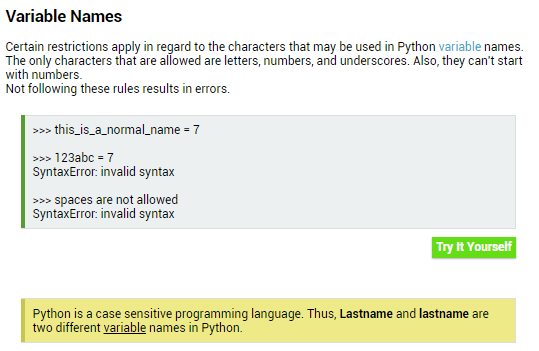 Variable Names
Certain restrictions apply in regard to the characters that may be used in Python variable names.
The only characters that are allowed are letters, numbers, and underscores. Also, they can't start
with numbers.
Not following these rules results in errors.
>>> this_is_a_normal_name = 7
>>> 123abc = 7
SyntaxError: invalid syntax
>>> spaces are not allowed
SyntaxError: invalid syntax
Try It Yourself
Python is a case sensitive programming language. Thus, Lastname and lastname are
two different variable names in Python.